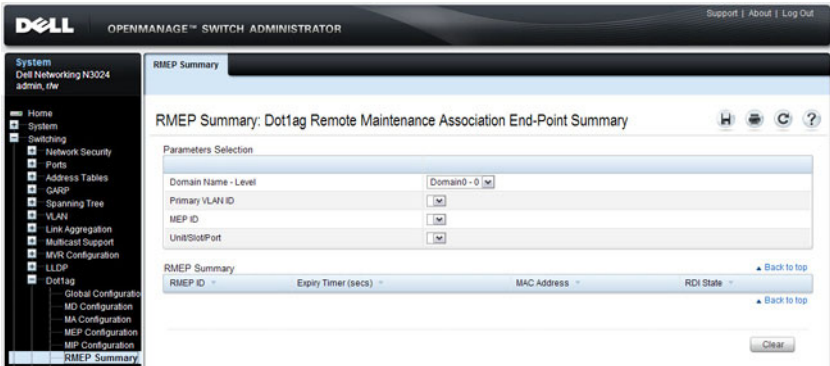 DELL
OPENMANAGE™ SWITCH ADMINISTRATOR
Support | About | Log Out
System
Dell Networking N3024
admin, r/w
Home
System
Switching
Network Security
Ports
Address Tables
GARP
Spanning Tree
VLAN
Link Aggregation
Multicast Support
MVR Configuration
LLDP
Dot1ag
Global Configuratio
MD Configuration
MA Configuration
MEP Configuration
MIP Configuration
RMEP Summary
RMEP Summary
RMEP Summary: Dot1ag Remote Maintenance Association End-Point Summary
Parameters Selection
Domain Name - Level Domain0 - 0
Primary VLAN ID
MEP ID
Unit/Slot/Port
RMEP Summary
Back to top
RMEP ID Expiry Timer (secs) MAC Address RDI State
Back to top
Clear